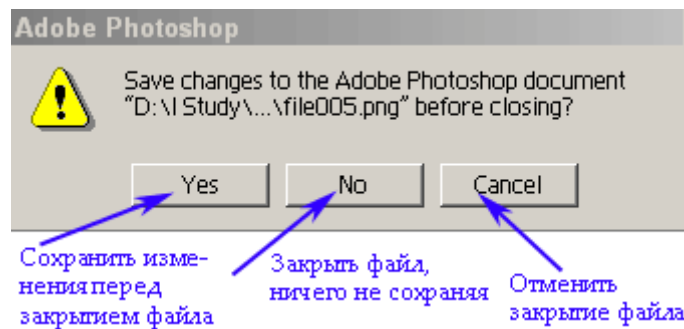 Adobe Photoshop
Save changes to the Adobe Photoshop document
"D:\I Study\...\file005.png" before closing?
Yes No Cancel
Сохранить изме-
нения перед
закрытием файла
Закрыть файл,
ничего не сохраняя
Отменить
закрытие файла